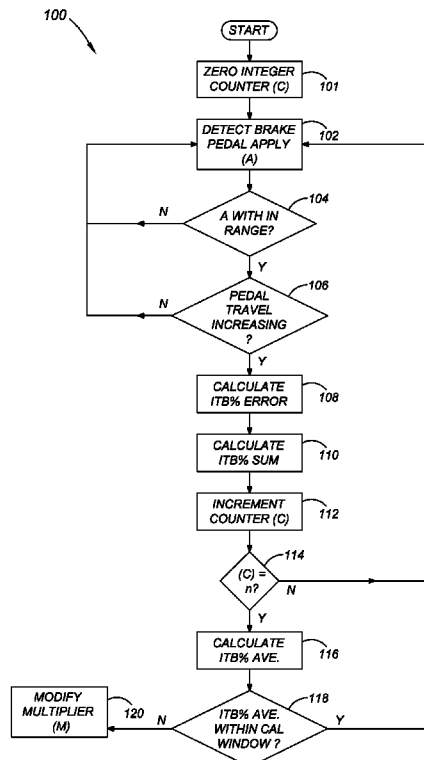 100
START
ZERO INTEGER
COUNTER (C)
101
DETECT BRAKE
PEDAL APPLY
(A)
102
A WITH IN
RANGE?
104
N
Y
PEDAL
TRAVEL
INCREASING
?
106
N
Y
CALCULATE
ITB% ERROR
108
CALCULATE
ITB% SUM
110
INCREMENT
COUNTER (C)
112
(C) =
n?
114
N
Y
CALCULATE
ITB% AVE.
116
MODIFY
MULTIPLIER
(M)
120
N
ITB% AVE.
WITHIN CAL
WINDOW ?
118
Y